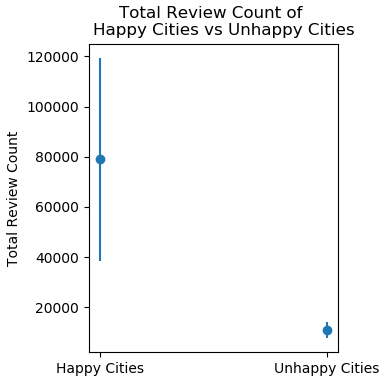 Total Review Count of
Happy Cities vs Unhappy Cities
120000
100000
80000
60000
40000
20000
Total Review Count
Happy Cities
Unhappy Cities